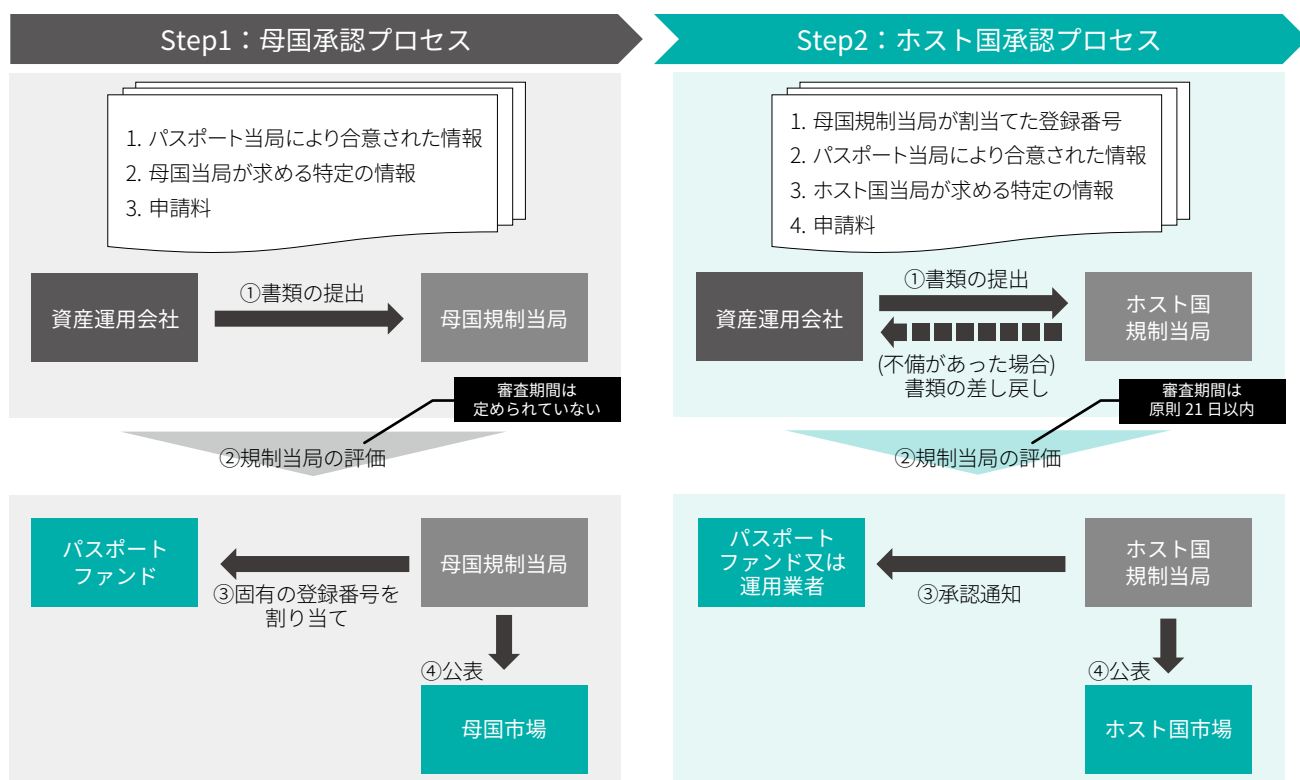 Step1：母国承認プロセス
1. パスポート当局により合意された情報
2. 母国当局が求める特定の情報
3. 申請料
資産運用会社
①書類の提出
母国規制当局
審査期間は
定められていない
②規制当局の評価
パスポート
ファンド
③固有の登録番号を
割り当て
母国規制当局
④公表
母国市場
Step2：ホスト国承認プロセス
1. 母国規制当局が割当てた登録番号
2. パスポート当局により合意された情報
3. ホスト国当局が求める特定の情報
4. 申請料
資産運用会社
①書類の提出
(不備があった場合)
書類の差し戻し
ホスト国
規制当局
審査期間は
原則 21 日以内
②規制当局の評価
パスポート
ファンド又は
運用業者
③承認通知
ホスト国
規制当局
④公表
ホスト国市場